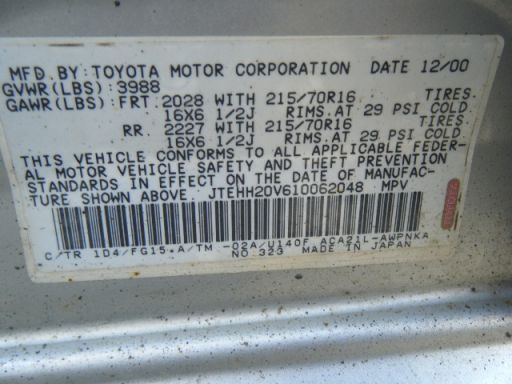 MFD.BY:TOYOTA MOTOR CORPORATION DATE 12/00
GVWR(LBS):3988
GAWR(LBS):FRT. 2028 WITH 215/70R16 TIRES.
16X6 1/2J RIMS.AT 29 PSI COLD
RR. 2227 WITH 215/70R16 TIRES.
16X6 1/2J RIMS.AT 29 PSI COLD
THIS VEHICLE CONFORMS TO ALL APPLICABLE FEDER-
AL MOTOR VEHICLE SAFETY AND THEFT PREVENTION
STANDARDS IN EFFECT ON THE DATE OF MANUFAC-
TURE SHOWN ABOVE. JTEHH20V610062048 MPV
C/TR 1D4/FG15.A/TM -02A/U140F ACA21L-AWPNKA
NO.323 MADE IN JAPAN